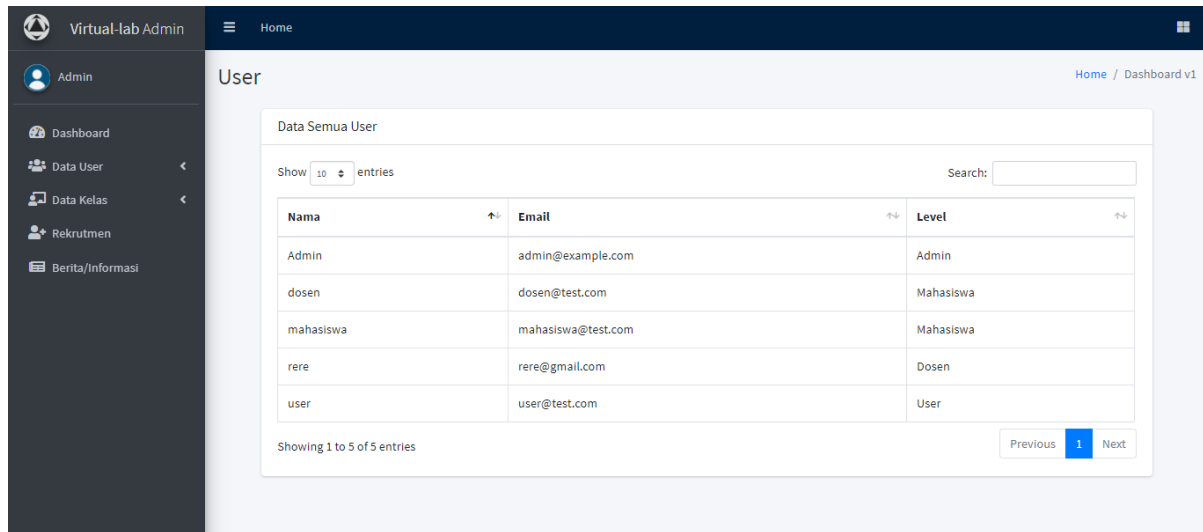 Virtual-lab Admin
Home
Admin
Dashboard
Data User
Data Kelas
Rekrutmen
Berita/Informasi
User
Home / Dashboard v1
Data Semua User
Show 10 entries
Search:
Nama Email Level
Admin admin@example.com Admin
dosen dosen@test.com Mahasiswa
mahasiswa mahasiswa@test.com Mahasiswa
rere rere@gmail.com Dosen
user user@test.com User
Showing 1 to 5 of 5 entries
Previous 1 Next